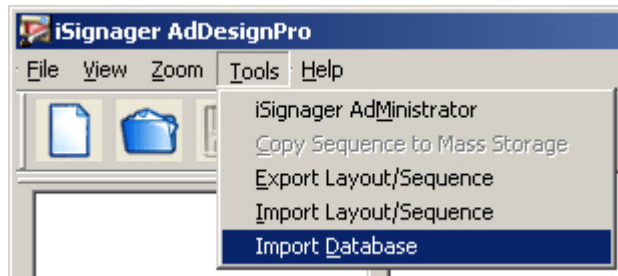 iSignager AdDesignPro
File View Zoom Tools Help
iSignager AdMinistrator
Copy Sequence to Mass Storage
Export Layout/Sequence
Import Layout/Sequence
Import Database